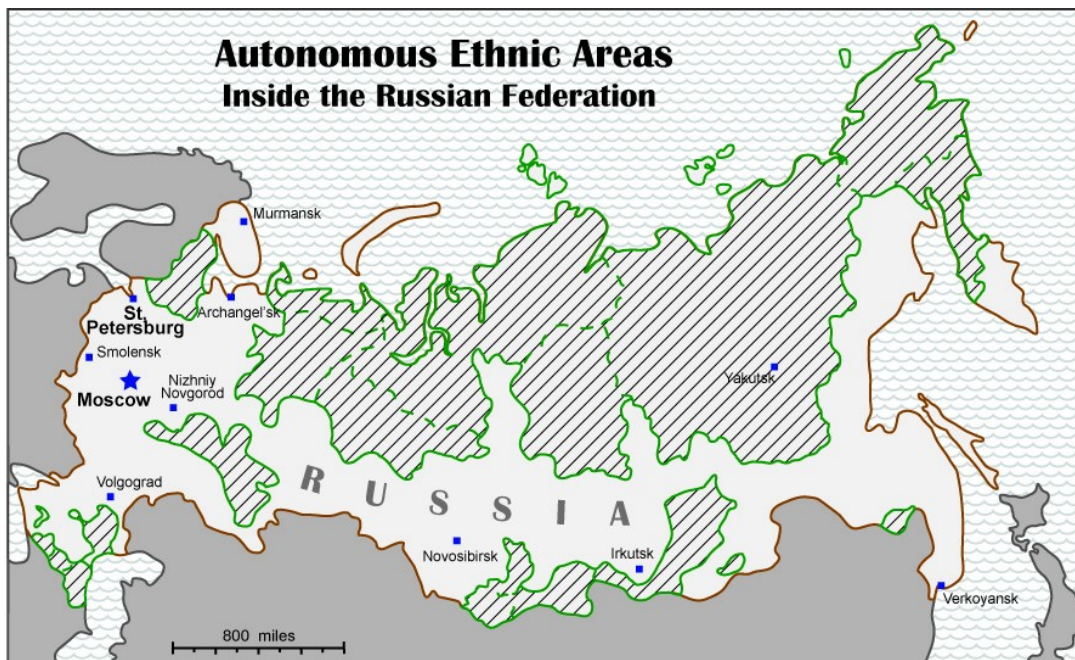 Autonomous Ethnic Areas
Inside the Russian Federation
Murmansk
St.
Petersburg
Archangel'sk
Smolensk
Moscow
Nizhniy
Novgorod
Yakutsk
Volgograd
RUSSIA
Novosibirsk
Irkutsk
Verkoyansk
800 miles